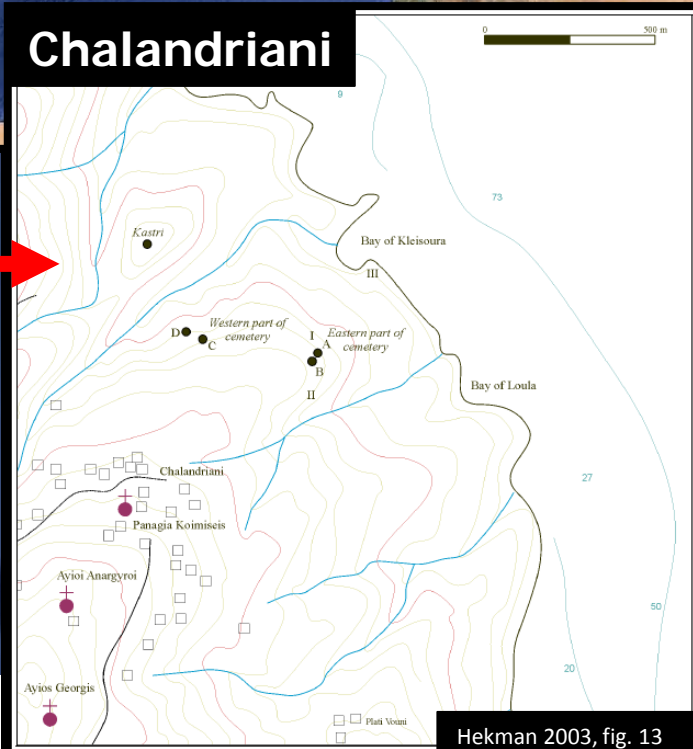 Chalandriani
0 500 m
9
73
Kastri
Bay of Kleisoura
III
D
Western part of
cemetery
C
I
Eastern part of
cemetery
A
B
II
Bay of Loula
Chalandriani
27
Panagia Koimiseis
Ayioi Anargyroi
50
20
Ayios Georgis
Plati Vouni
Hekman 2003, fig. 13